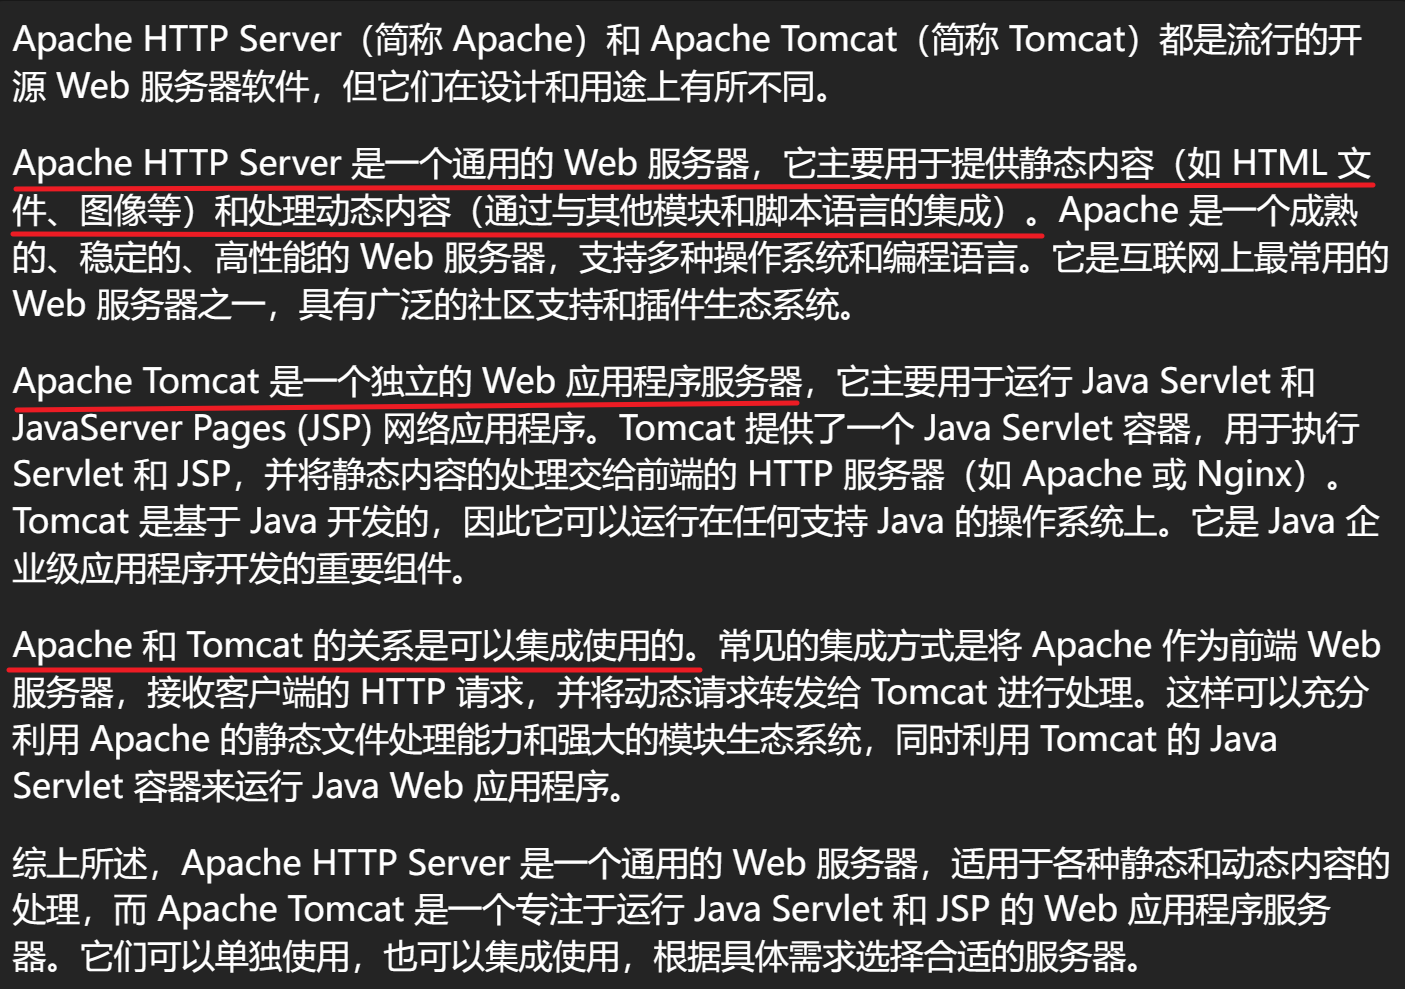 Apache HTTP Server（简称 Apache）和 Apache Tomcat（简称 Tomcat）都是流行的开
源 Web 服务器软件，但它们在设计和用途上有所不同。
Apache HTTP Server 是一个通用的 Web 服务器，它主要用于提供静态内容（如 HTML 文
件、图像等）和处理动态内容（通过与其他模块和脚本语言的集成）。Apache 是一个成熟
的、稳定的、高性能的 Web 服务器，支持多种操作系统和编程语言。它是互联网上最常用的
Web 服务器之一，具有广泛的社区支持和插件生态系统。
Apache Tomcat 是一个独立的 Web 应用程序服务器，它主要用于运行 Java Servlet 和
JavaServer Pages (JSP) 网络应用程序。Tomcat 提供了一个 Java Servlet 容器，用于执行
Servlet 和 JSP，并将静态内容的处理交给前端的 HTTP 服务器（如 Apache 或 Nginx）。
Tomcat 是基于 Java 开发的，因此它可以运行在任何支持 Java 的操作系统上。它是 Java 企
业级应用程序开发的重要组件。
Apache 和 Tomcat 的关系是可以集成使用的。常见的集成方式是将 Apache 作为前端 Web
服务器，接收客户端的 HTTP 请求，并将动态请求转发给 Tomcat 进行处理。这样可以充分
利用 Apache 的静态文件处理能力和强大的模块生态系统，同时利用 Tomcat 的 Java
Servlet 容器来运行 Java Web 应用程序。
综上所述，Apache HTTP Server 是一个通用的 Web 服务器，适用于各种静态和动态内容的
处理，而 Apache Tomcat 是一个专注于运行 Java Servlet 和 JSP 的 Web 应用程序服务
器。它们可以单独使用，也可以集成使用，根据具体需求选择合适的服务器。